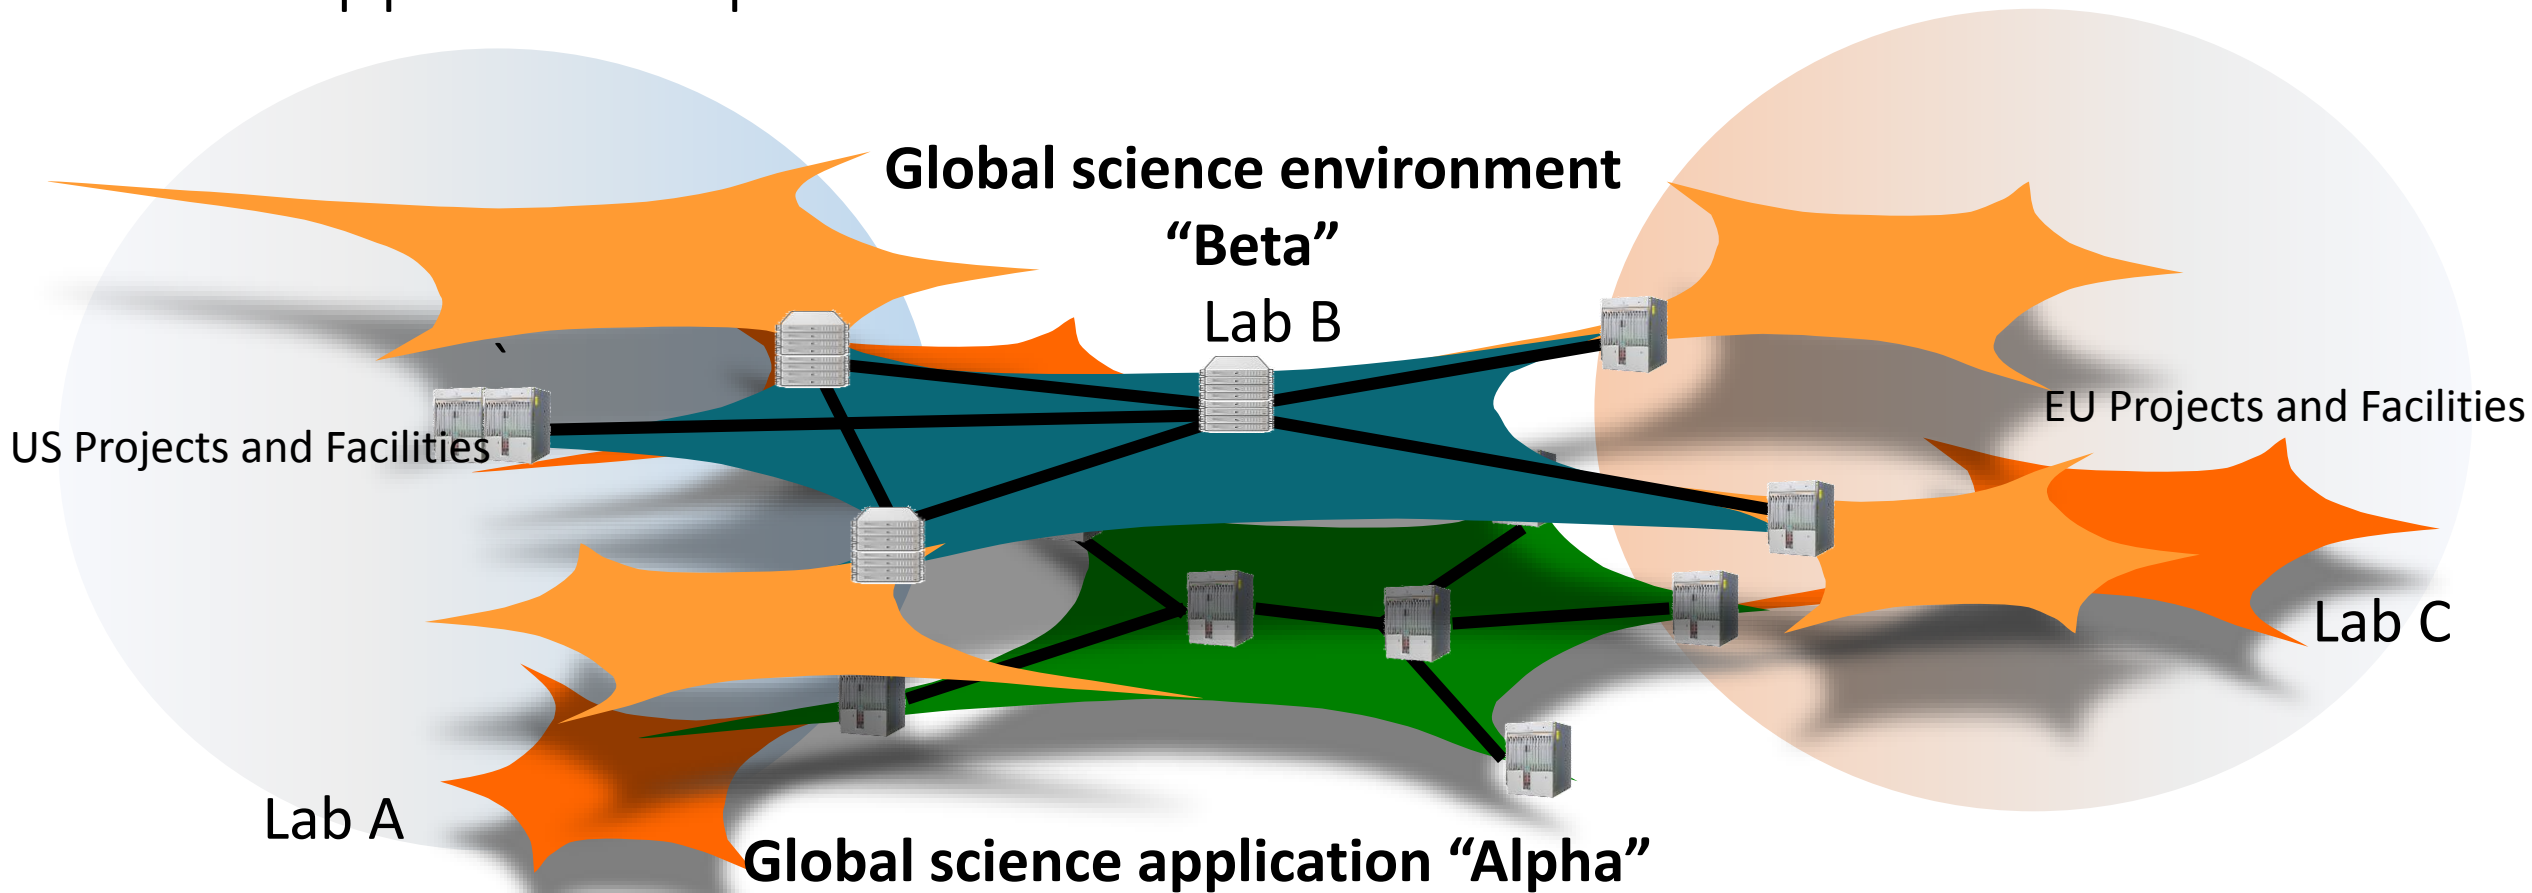 Global science environment
“Beta”
Lab B
EU Projects and Facilities
US Projects and Facilities
Lab C
Lab A
Global science application “Alpha”